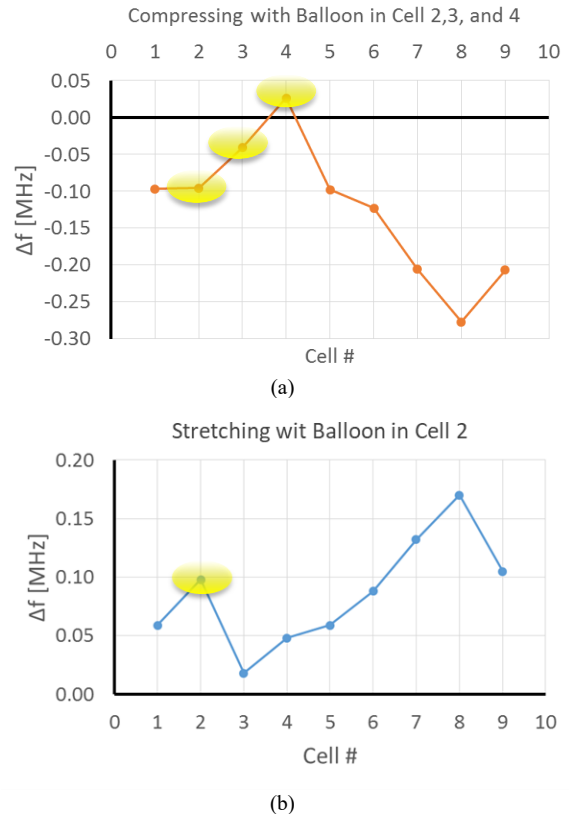 Compressing with Balloon in Cell 2,3, and 4
0 1 2 3 4 5 6 7 8 9 10
0.05
0.00
-0.05
-0.10
-0.15
-0.20
-0.25
-0.30
Δf [MHz]
Cell #
(a)
Stretching wit Balloon in Cell 2
0.20
0.15
0.10
0.05
0.00
Δf [MHz]
0 1 2 3 4 5 6 7 8 9 10
Cell #
(b)